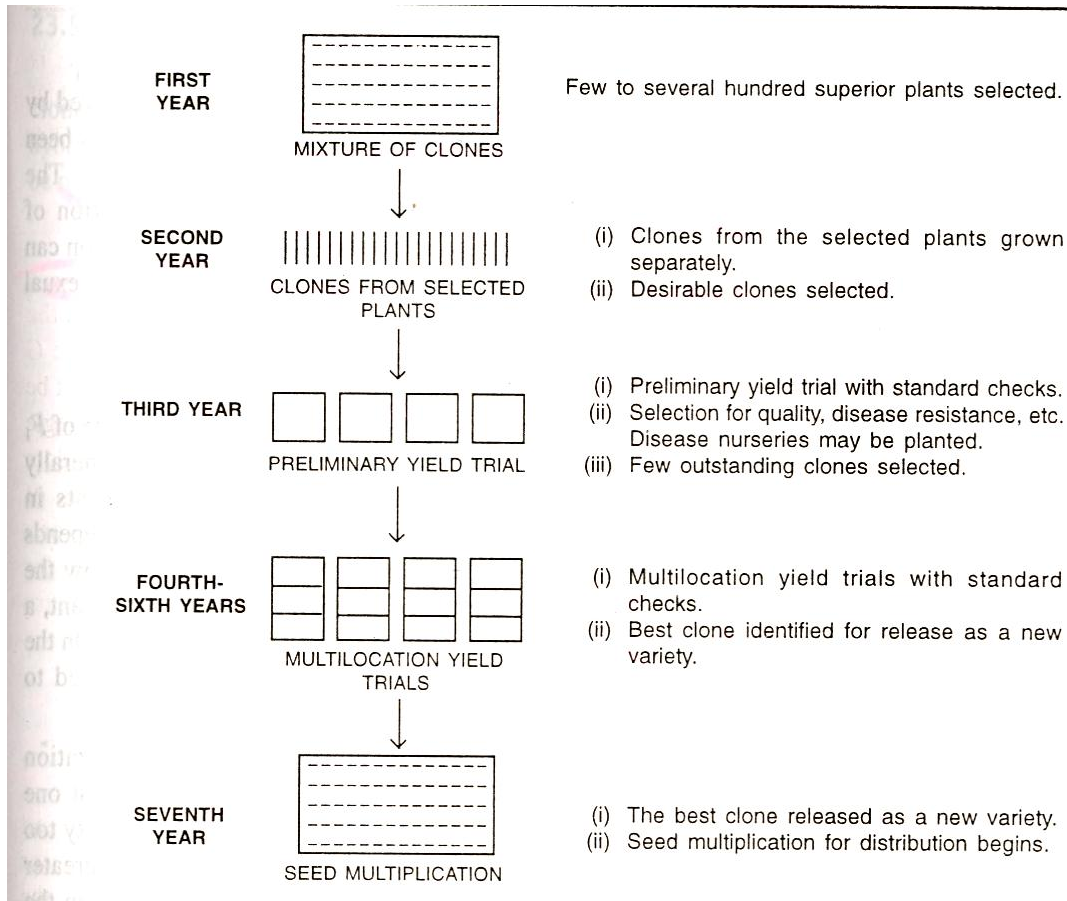 FIRST
YEAR
MIXTURE OF CLONES
Few to several hundred superior plants selected.
SECOND
YEAR
CLONES FROM SELECTED
PLANTS
(i) Clones from the selected plants grown
separately.
(ii) Desirable clones selected.
THIRD YEAR
PRELIMINARY YIELD TRIAL
(i) Preliminary yield trial with standard checks.
(ii) Selection for quality, disease resistance, etc.
Disease nurseries may be planted.
(iii) Few outstanding clones selected.
FOURTH-
SIXTH YEARS
MULTILOCATION YIELD
TRIALS
(i) Multilocation yield trials with standard
checks.
(ii) Best clone identified for release as a new
variety.
SEVENTH
YEAR
SEED MULTIPLICATION
(i) The best clone released as a new variety.
(ii) Seed multiplication for distribution begins.